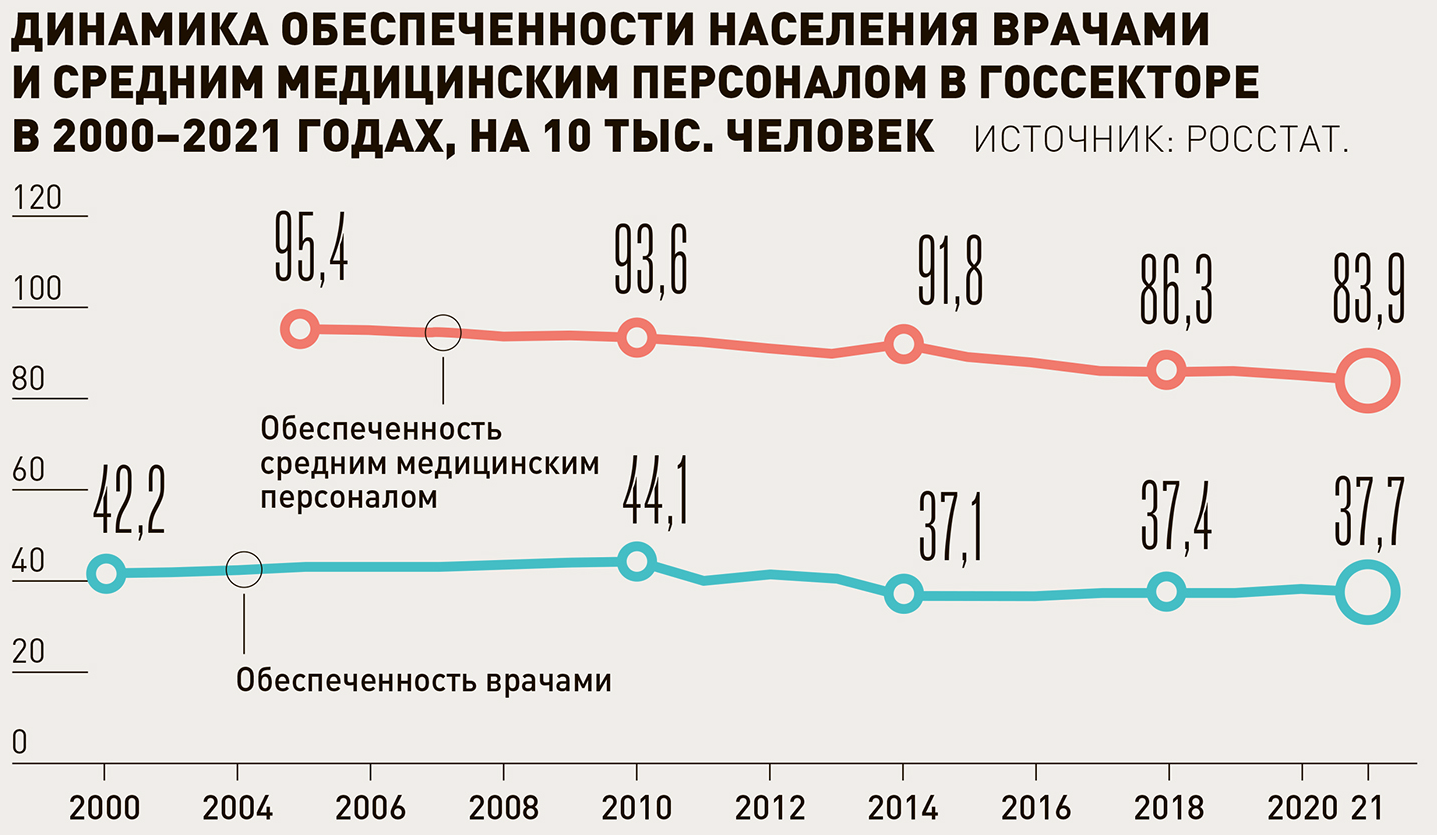 ДИНАМИКА ОБЕСПЕЧЕННОСТИ НАСЕЛЕНИЯ ВРАЧАМИ
И СРЕДНИМ МЕДИЦИНСКИМ ПЕРСОНАЛОМ В ГОССЕКТОРЕ
В 2000–2021 ГОДАХ, НА 10 ТЫС. ЧЕЛОВЕК ИСТОЧНИК: РОССТАТ.
120
95,4 93,6 91,8 86,3 83,9
100
80
Обеспеченность
средним медицинским
персоналом
60
42,2 44,1 37,1 37,4 37,7
40
20
Обеспеченность врачами
0
2000 2004 2006 2008 2010 2012 2014 2016 2018 2020 21